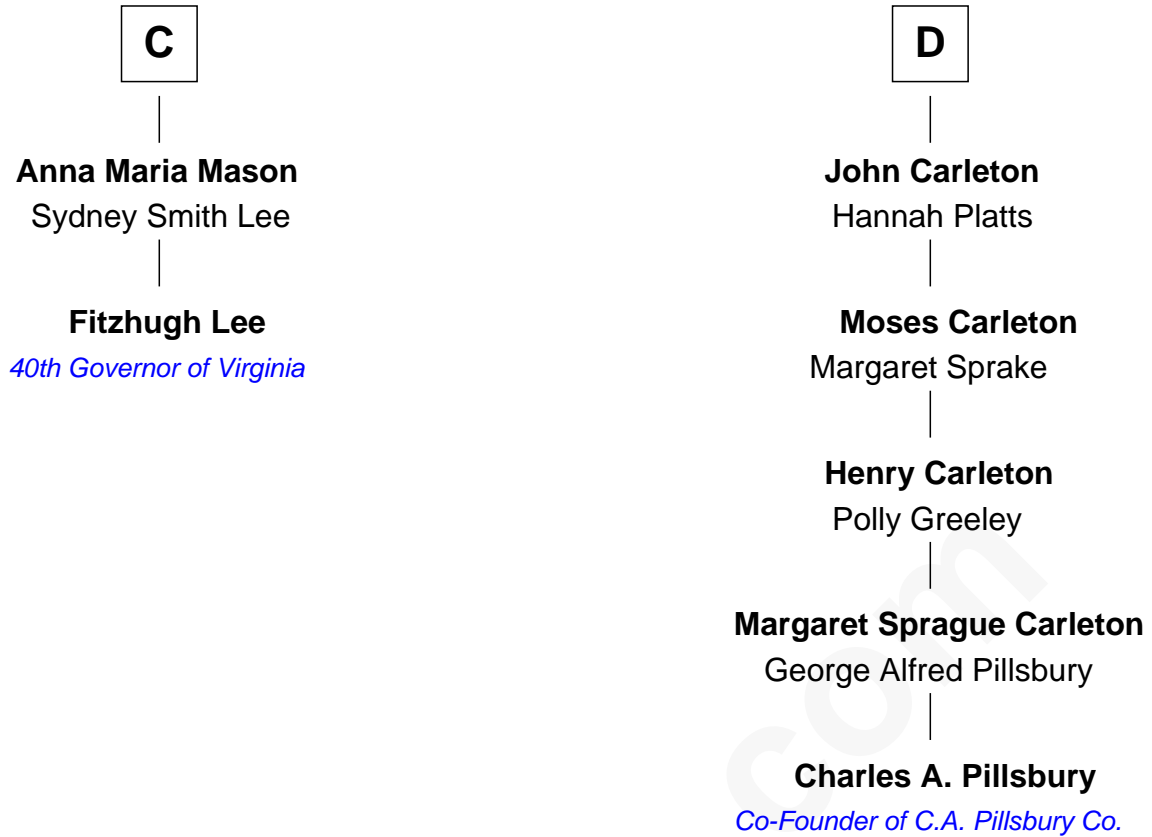 C
Anna Maria Mason
Sydney Smith Lee
Fitzhugh Lee
40th Governor of Virginia
D
John Carleton
Hannah Platts
Moses Carleton
Margaret Sprake
Henry Carleton
Polly Greeley
Margaret Sprague Carleton
George Alfred Pillsbury
Charles A. Pillsbury
Co-Founder of C.A. Pillsbury Co.
com